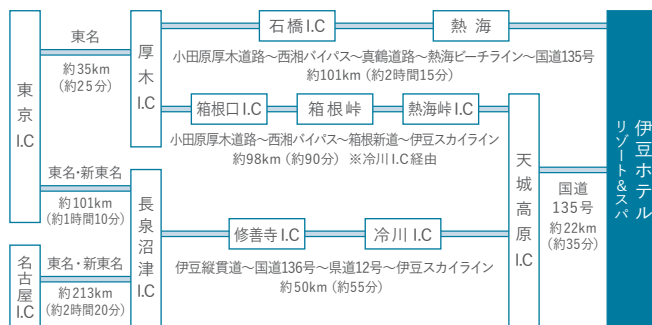 東京I.C
東名
約35km
(約25分)
厚木I.C
石橋I.C
熱海
小田原厚木道路〜西湘バイパス〜真鶴道路〜熱海ビーチライン〜国道135号
約101km(約2時間15分)
箱根口I.C
箱根峠
熱海峠I.C
小田原厚木道路〜西湘バイパス〜箱根新道〜伊豆スカイライン
約98km(約90分)※冷川I.C経由
東名・新東名
約101km
(約1時間10分)
長泉沼津I.C
名古屋I.C
東名・新東名
約213km
(約2時間20分)
修善寺I.C
冷川I.C
伊豆縦貫道〜国道136号〜県道12号〜伊豆スカイライン
約50km(約55分)
天城高原I.C
国道
135号
約22km
(約35分)
伊豆ホテル
リゾート&スパ